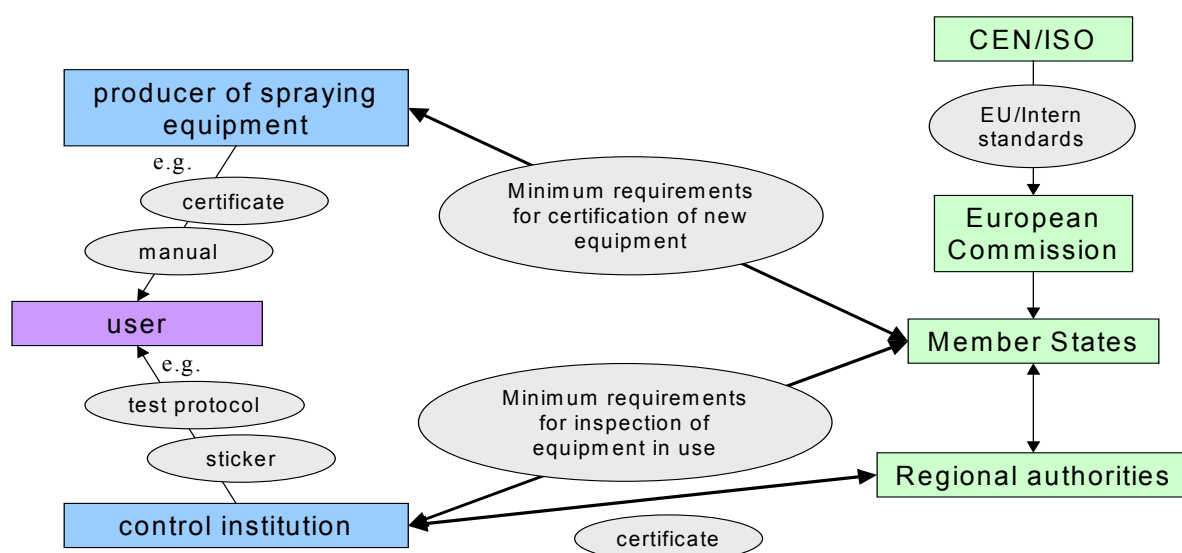 CEN/ISO
producer of spraying
equipment
EU/Intern
standards
e.g.
certificate
Minimum requirements
for certification of new
equipment
manual
European
Commission
user
Member States
e.g.
test protocol
Minimum requirements
for inspection of
equipment in use
sticker
Regional authorities
control institution
certificate